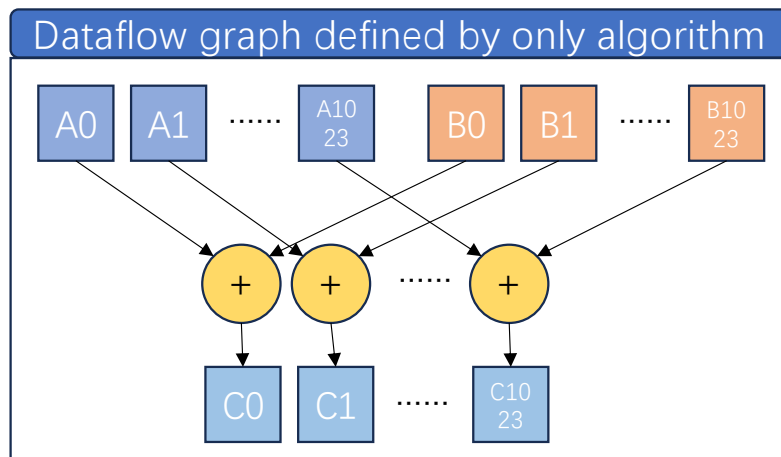 Dataflow graph defined by only algorithm
A0 A1 ······ A10 B0 B1 ······ B10
23 23
+ + ······ +
C0 C1 ······ C10
23